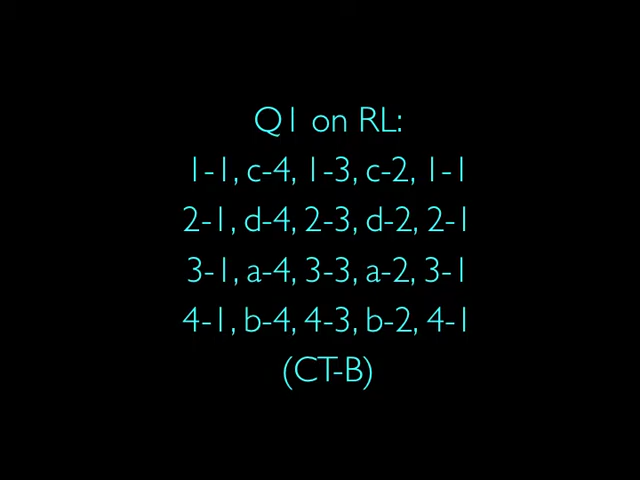 Q1 on RL:
1-1, c-4, 1-3, c-2, 1-1
2-1, d-4, 2-3, d-2, 2-1
3-1, a-4, 3-3, a-2, 3-1
4-1, b-4, 4-3, b-2, 4-1
(CT-B)